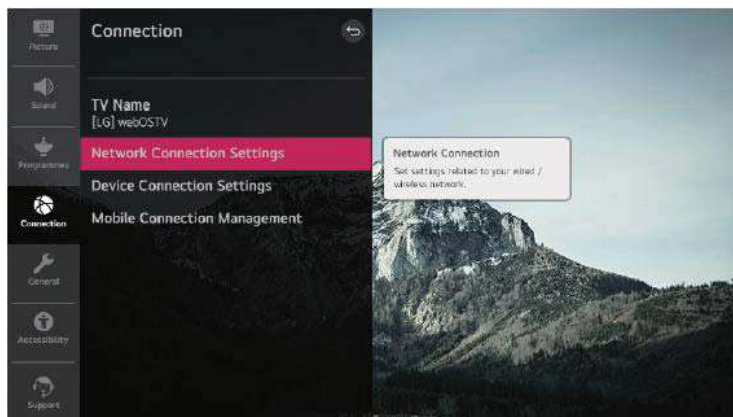 Picture
Sound
Programmes
Connection
General
Accessibility
Support
Connection
TV Name
[LG] webOSTV
Network Connection Settings
Device Connection Settings
Mobile Connection Management
Network Connection
Set settings related to your wired /
wireless network.